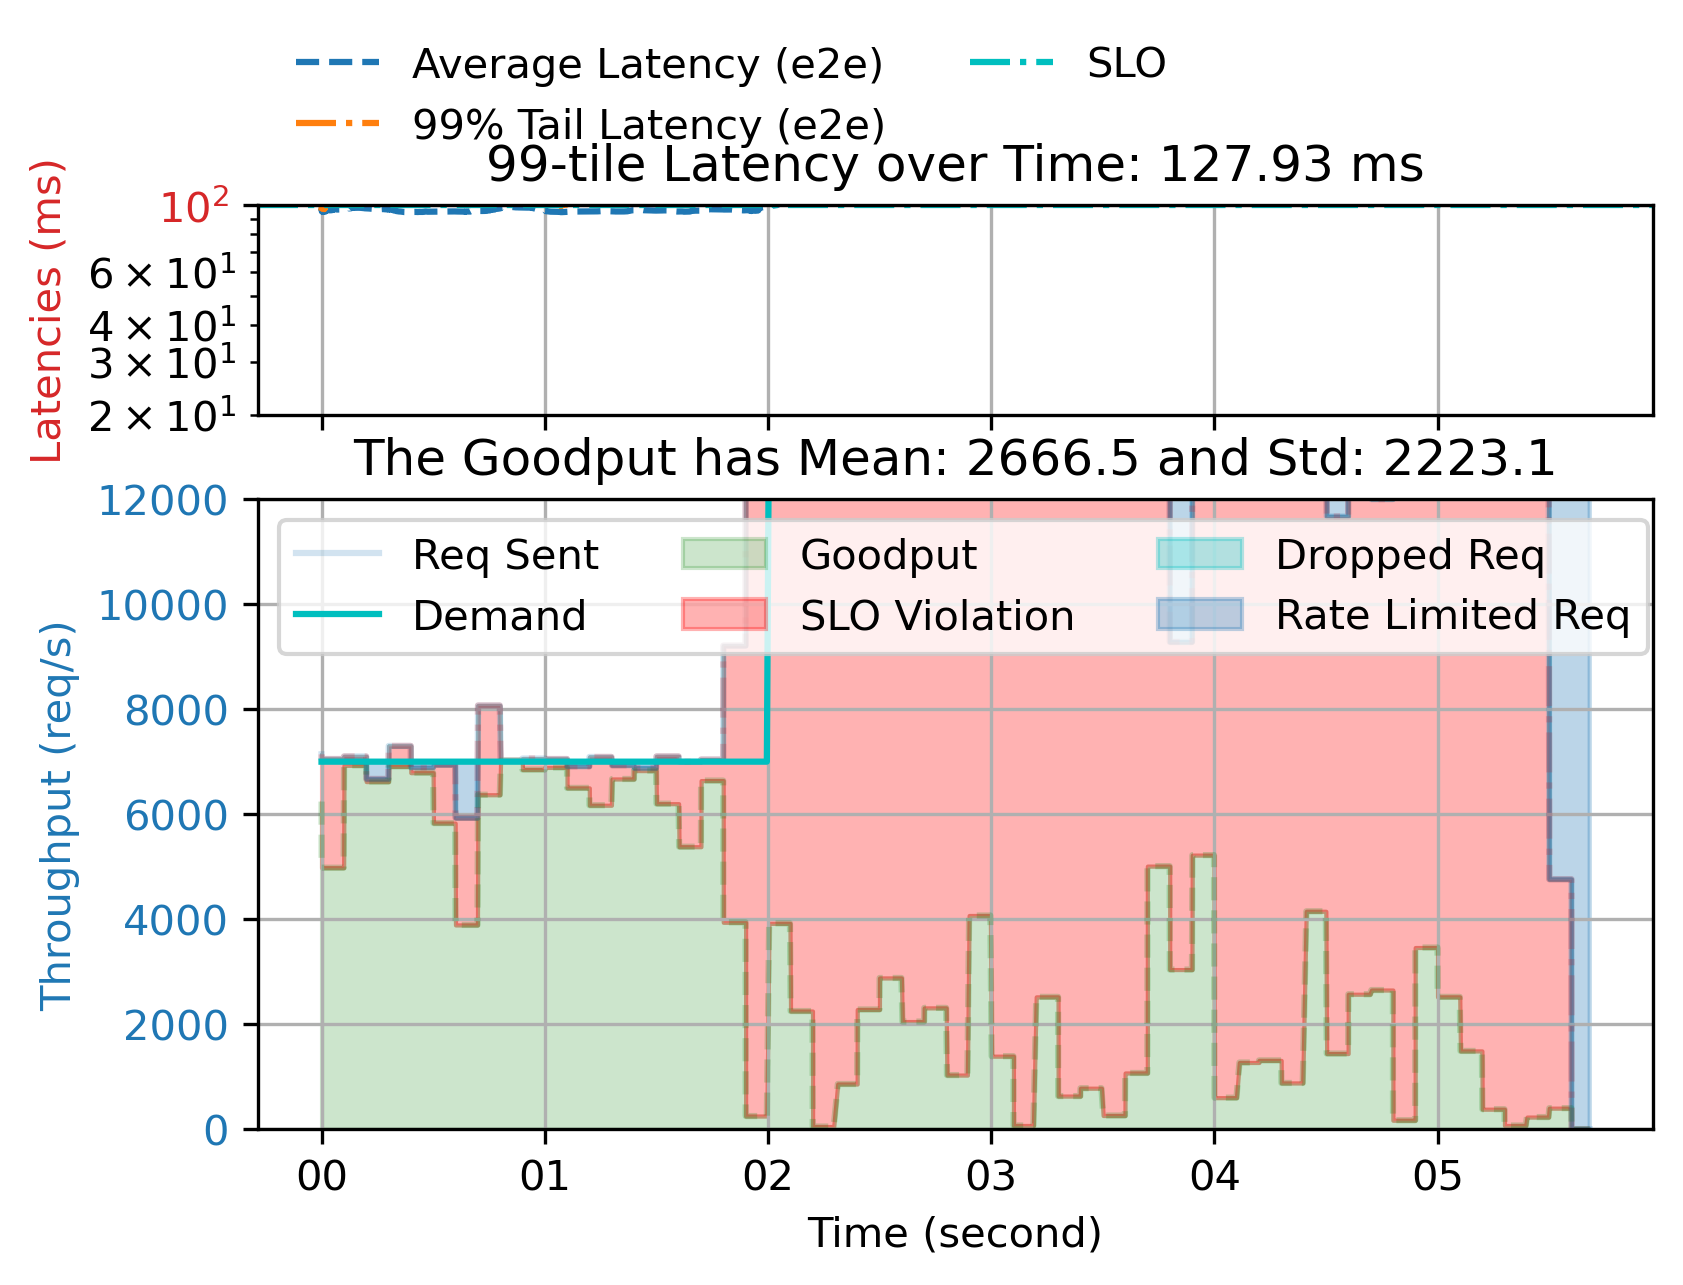 Average Latency (e2e) SLO
99% Tail Latency (e2e)
99-tile Latency over Time: 127.93 ms
Latencies (ms)
10²
6 × 10¹
4 × 10¹
3 × 10¹
2 × 10¹
The Goodput has Mean: 2666.5 and Std: 2223.1
Throughput (req/s)
12000
10000
8000
6000
4000
2000
0
Req Sent Goodput Dropped Req
Demand SLO Violation Rate Limited Req
00 01 02 03 04 05
Time (second)